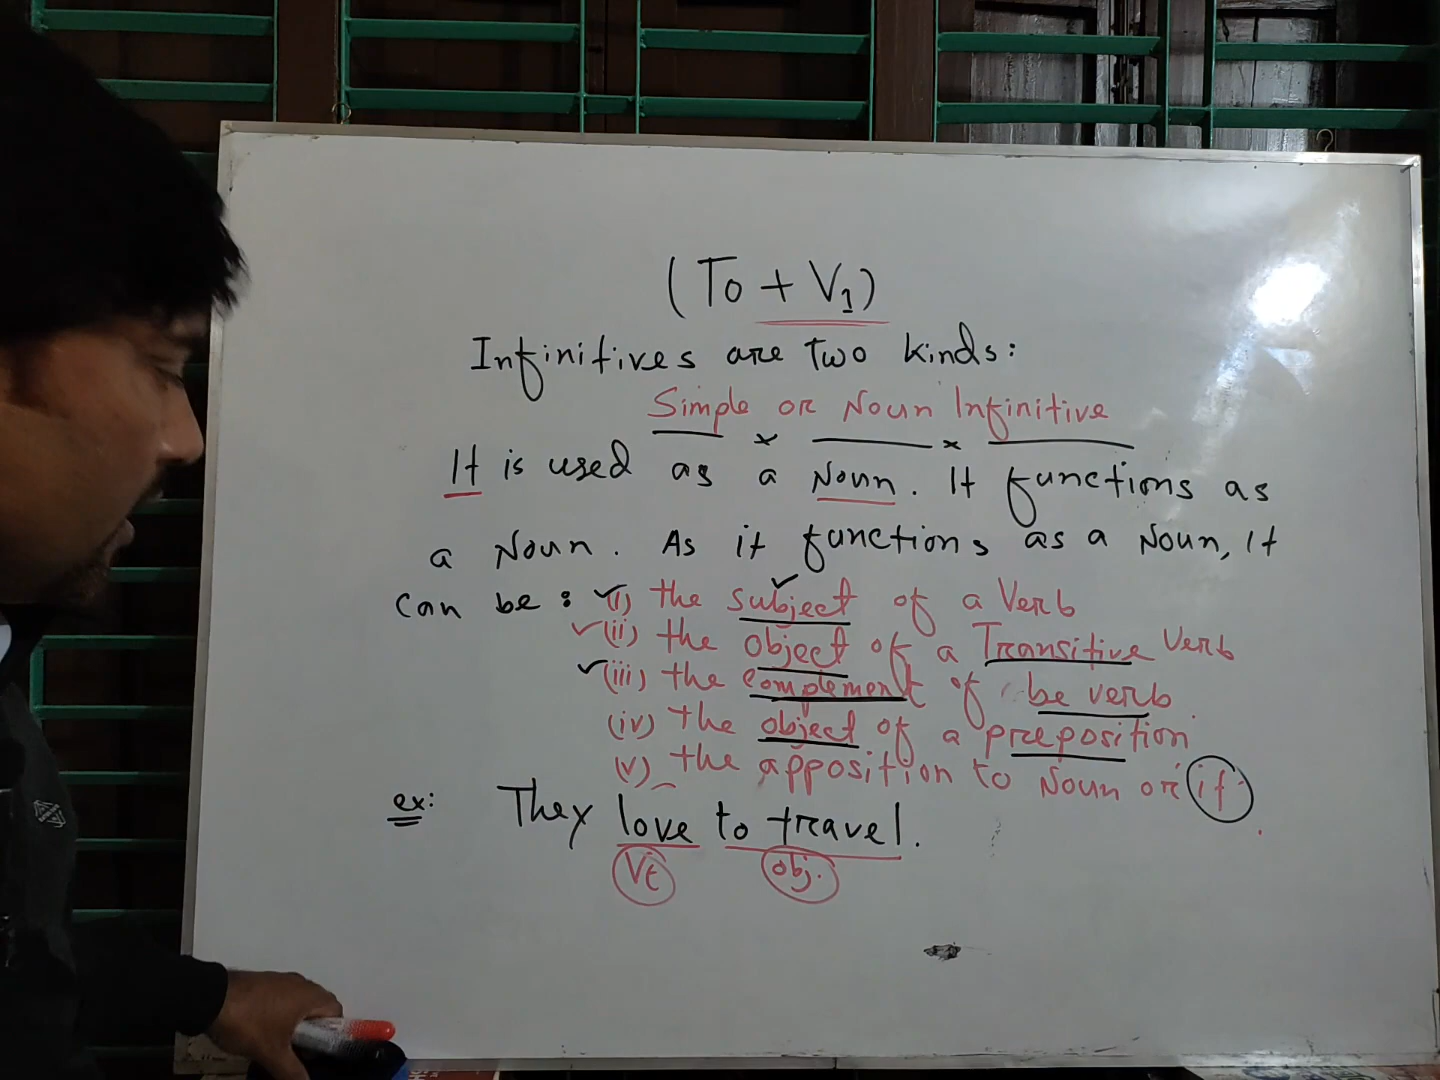 (To + V1)
Infinitives are Two kinds:
Simple or Noun Infinitive
It is used as a Noun. It functions as
a Noun. As it functions as a Noun, it
can be: (i) the subject of a Verb
(ii) the object of a Transitive Verb
(iii) the complement of be verb
(iv) the object of a preposition
(v) the apposition to Noun or it
ex: They love to travel.
Vt obj.